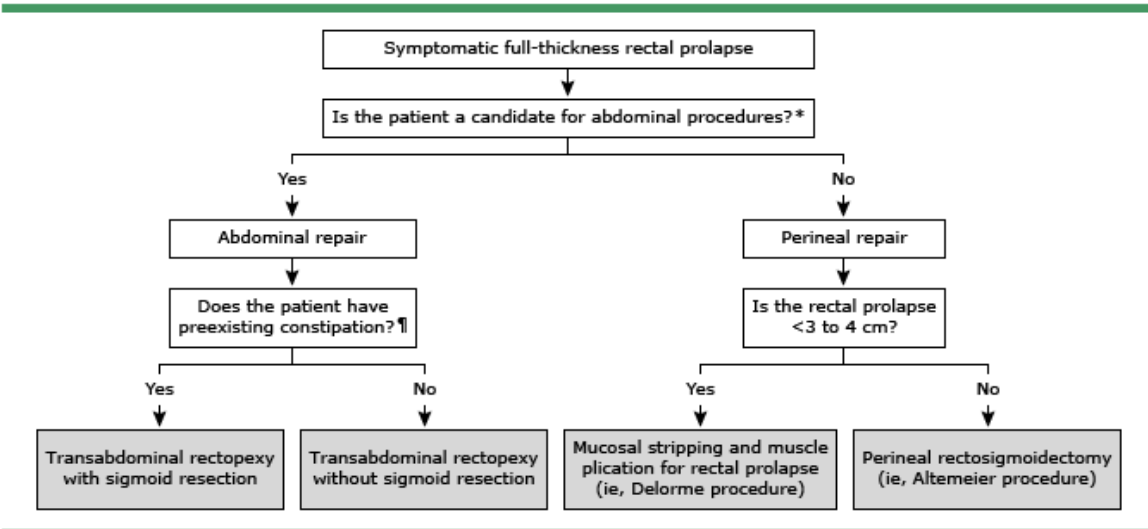 Symptomatic full-thickness rectal prolapse
Is the patient a candidate for abdominal procedures?*
Yes
No
Abdominal repair
Perineal repair
Does the patient have
preexisting constipation?¶
Is the rectal prolapse
<3 to 4 cm?
Yes
No
Yes
No
Transabdominal rectopexy
with sigmoid resection
Transabdominal rectopexy
without sigmoid resection
Mucosal stripping and muscle
plication for rectal prolapse
(ie, Delorme procedure)
Perineal rectosigmoidectomy
(ie, Altemeier procedure)